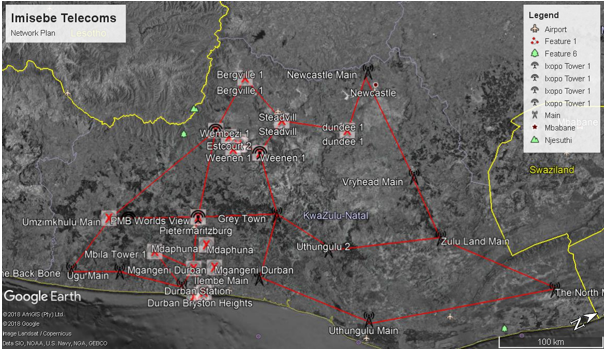 Imisebe Telecoms
Network Plan
Legend
Airport
Feature 1
Feature 6
Ixopo Tower 1
Ixopo Tower 1
Ixopo Tower 1
Ixopo Tower 1
Main
Mbabane
Njesuthi
Bergville 1
Bergville 1
Newcastle Main
Newcastle
Steadvill
Steadvill
dundee 1
dundee 1
Wembezi 1
Estcourt 2
Weenen 1
Weenen 1
Vryhead Main
Swaziland
KwaZulu-Natal
Umzimkhulu Main
PMB Worlds View
Grey Town
Pietermaritzburg
Mdaphuna
Mdaphuna
Uthungulu 2
Zulu Land Main
Mbila Tower 1
Mngangeni Durban
Mngangeni Durban
The Back Bone
Ugu Main
Ilembe Main
Durban Station
Durban Bryston Heights
Uthungulu Main
The North M
Google Earth
© 2018 AfriGIS (Pty) Ltd.
© 2018 Google
Image Landsat / Copernicus
Data SIO, NOAA, U.S. Navy, NGA, GEBCO
N
100 km